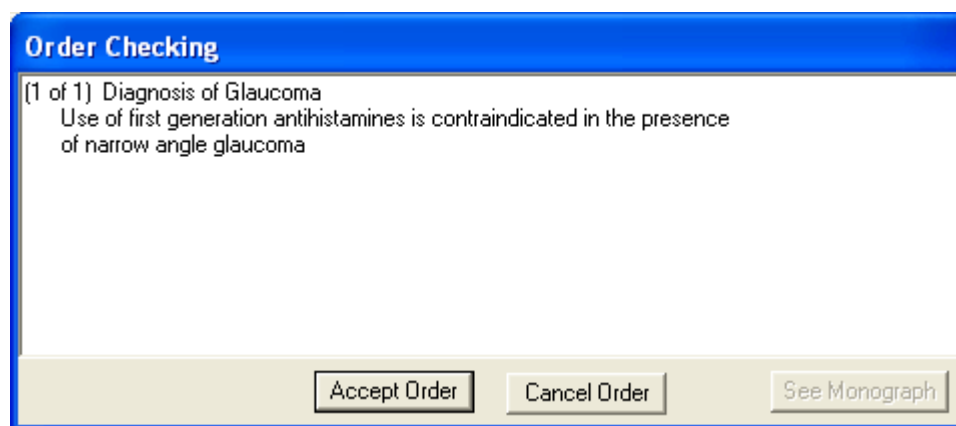 Order Checking
(1 of 1) Diagnosis of Glaucoma
Use of first generation antihistamines is contraindicated in the presence
of narrow angle glaucoma
Accept Order
Cancel Order
See Monograph